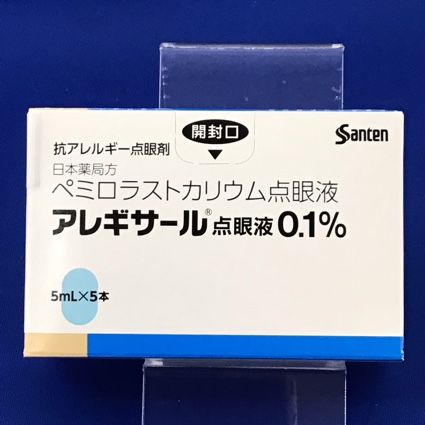 開封口
Santen
抗アレルギー点眼剤
日本薬局方
ペミロラストカリウム点眼液
アレギサール®点眼液0.1%
5mL×5本